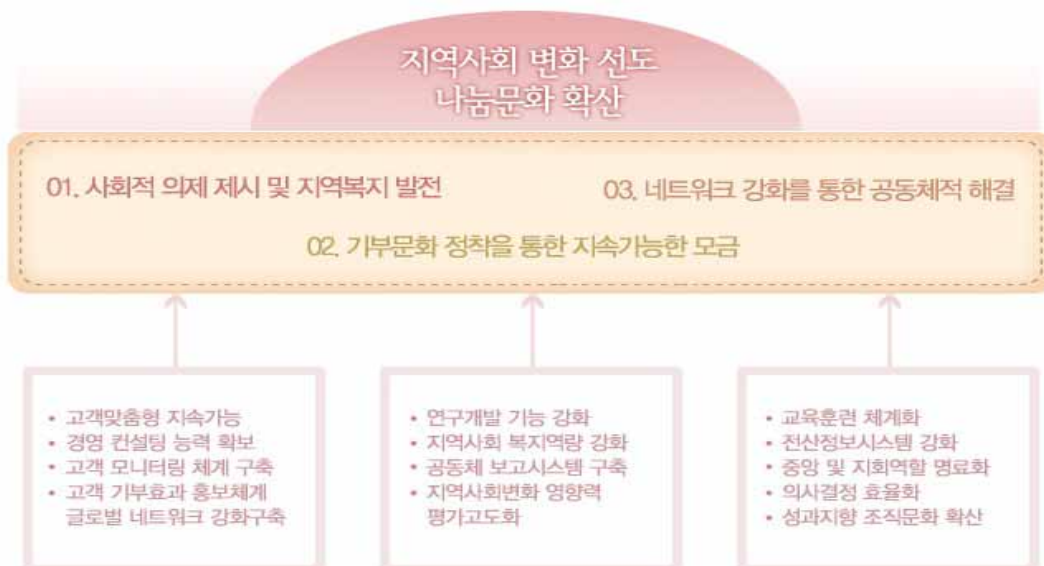 지역사회 변화 선도
나눔문화 확산
01. 사회적 의제 제시 및 지역복지 발전
03. 네트워크 강화를 통한 공동체적 해결
02. 기부문화 정착을 통한 지속가능한 모금
• 고객맞춤형 지속가능
• 경영 컨설팅 능력 확보
• 고객 모니터링 체계 구축
• 고객 기부효과 홍보체계
글로벌 네트워크 강화구축
• 연구개발 기능 강화
• 지역사회 복지역량 강화
• 공동체 보고시스템 구축
• 지역사회변화 영향력
평가고도화
• 교육훈련 체계화
• 전산정보시스템 강화
• 중앙 및 지회역할 명료화
• 의사결정 효율화
• 성과지향 조직문화 확산